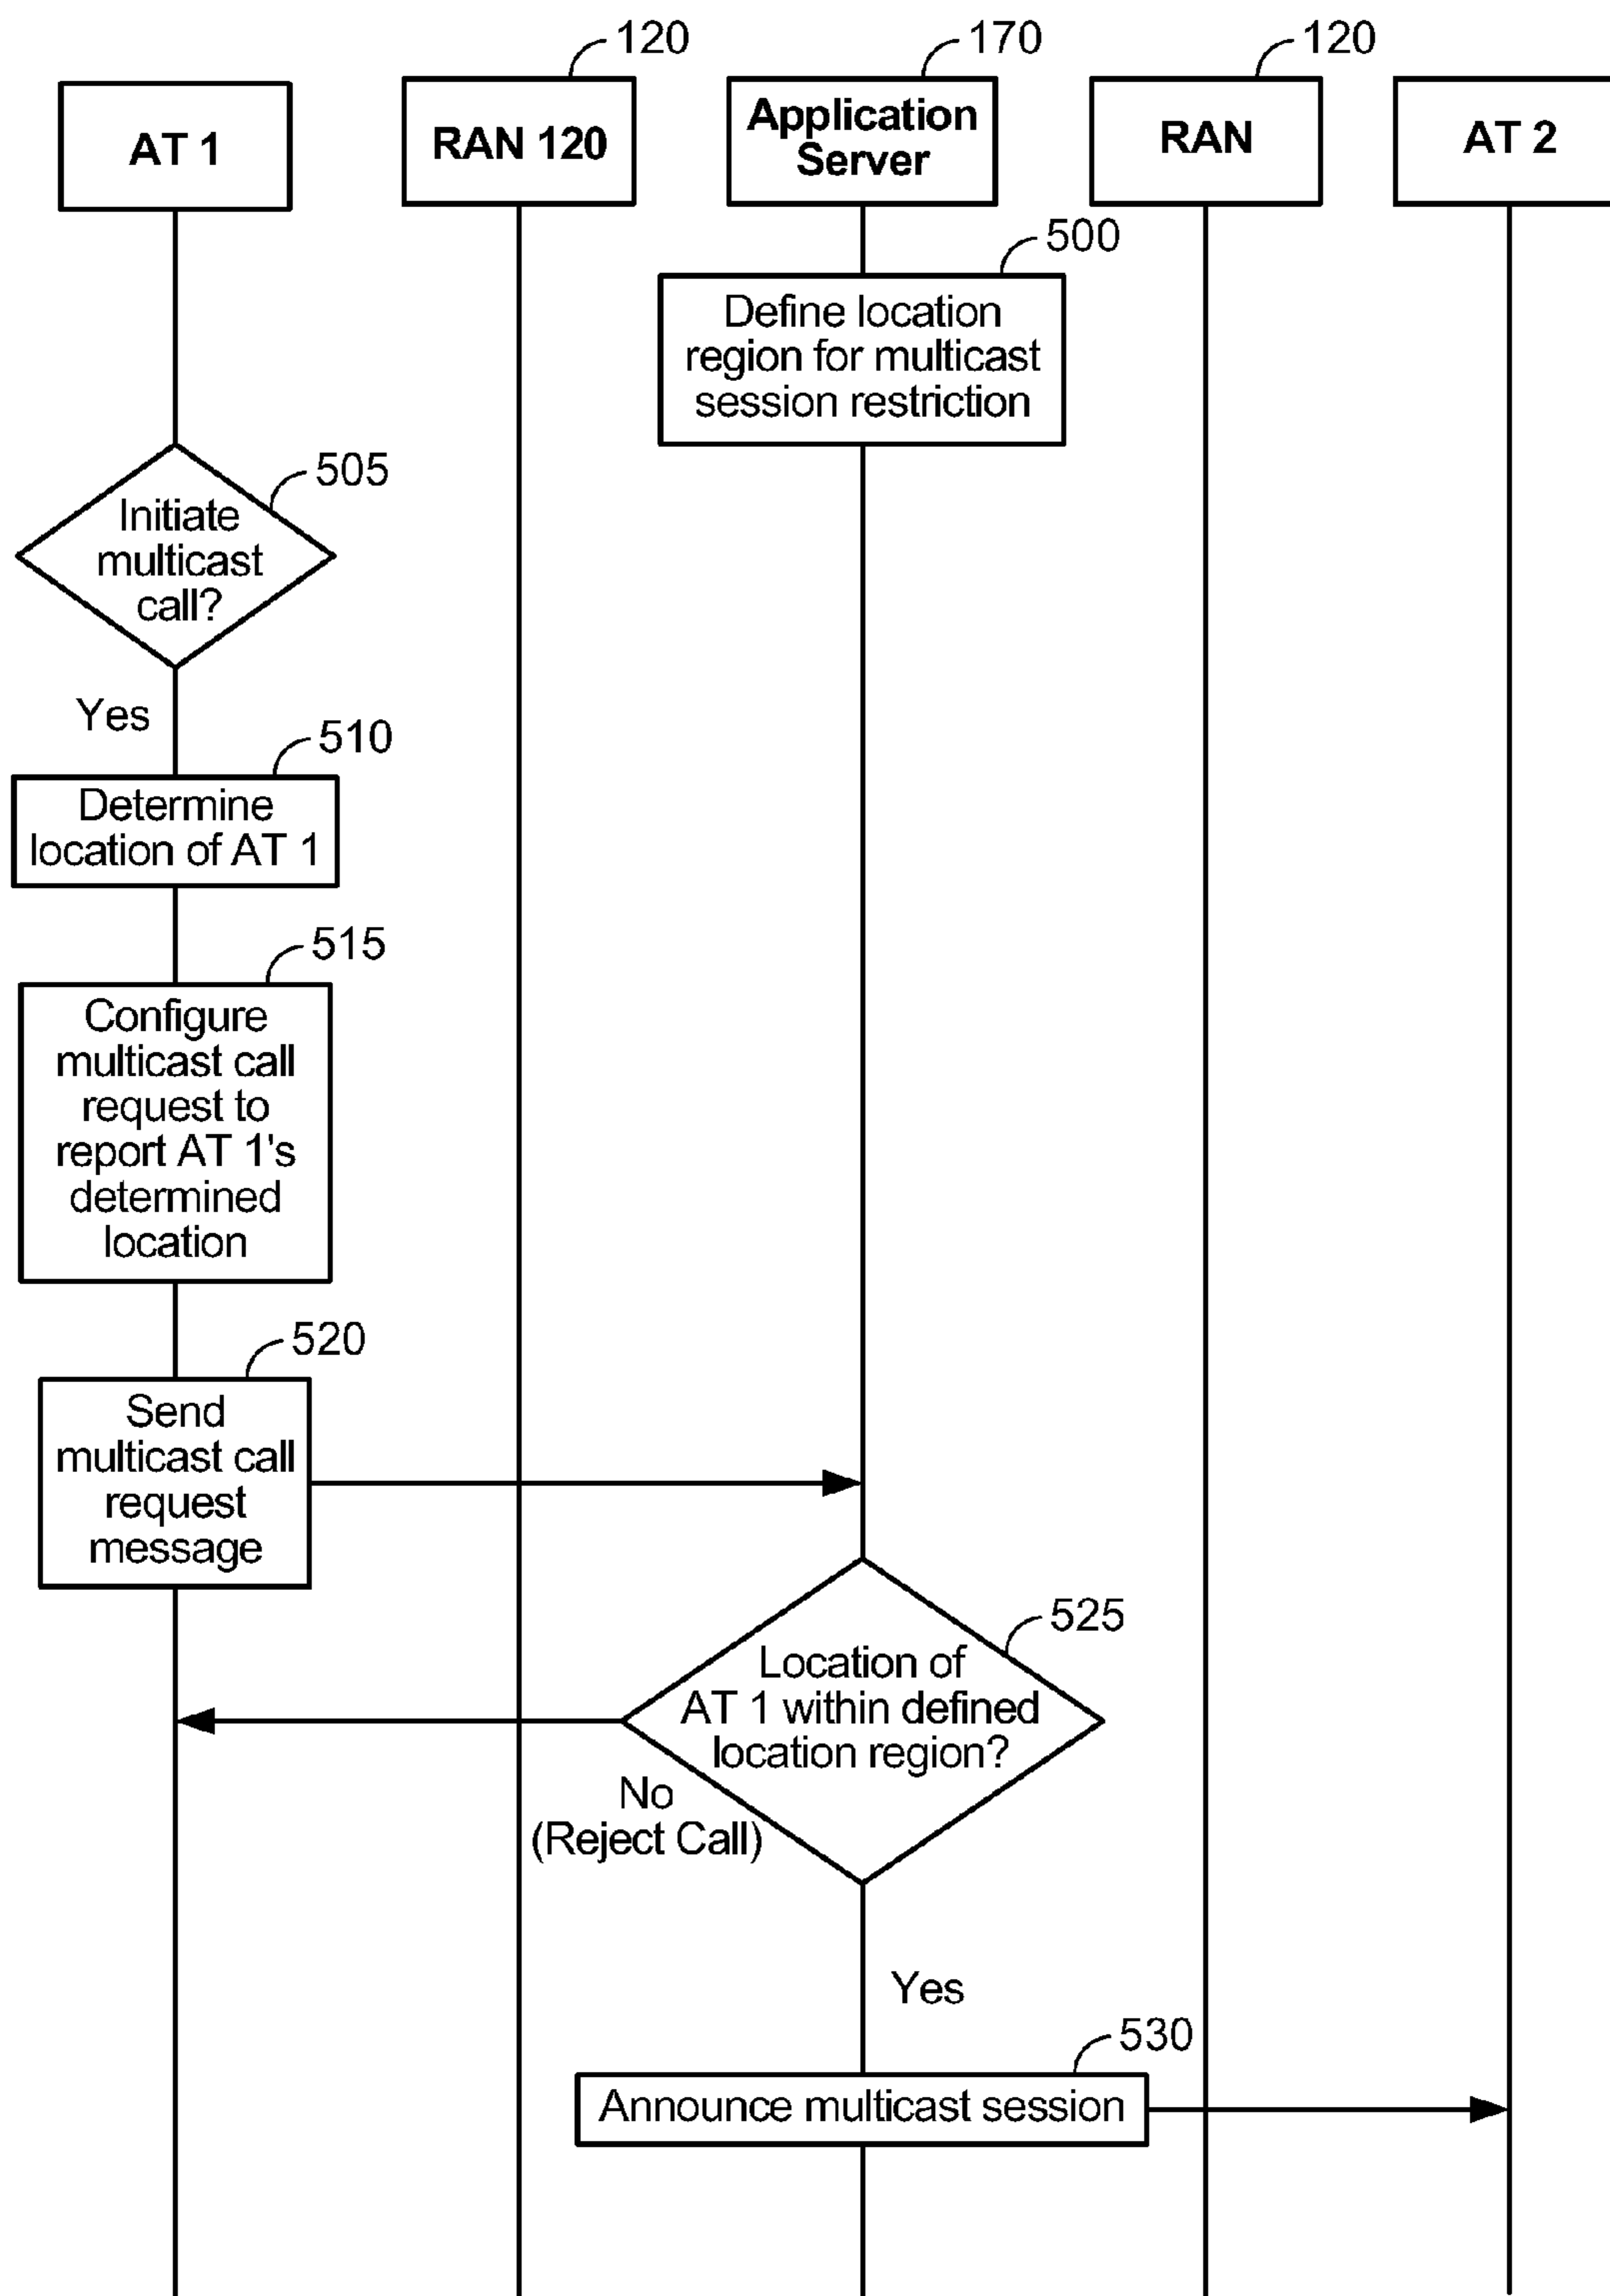 120
170
120
AT 1
RAN 120
Application
Server
RAN
AT 2
500
Define location
region for multicast
session restriction
505
Initiate
multicast
call?
Yes
510
Determine
location of AT 1
515
Configure
multicast call
request to
report AT 1's
determined
location
520
Send
multicast call
request
message
525
Location of
AT 1 within defined
location region?
No
(Reject Call)
Yes
530
Announce multicast session